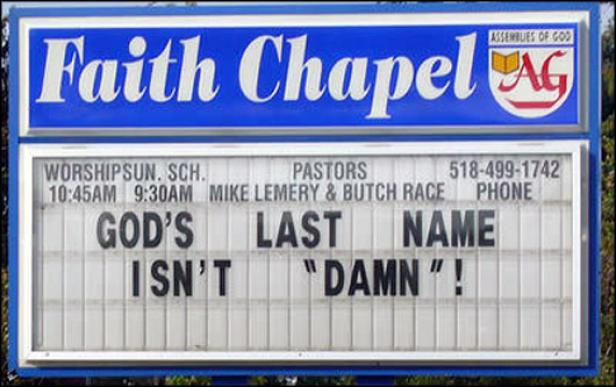 Faith Chapel
ASSEMBLIES OF GOD
AG
WORSHIP SUN. SCH. PASTORS 518-499-1742
10:45AM 9:30AM MIKE LEMERY & BUTCH RACE PHONE
GOD'S LAST NAME
ISN'T "DAMN"!